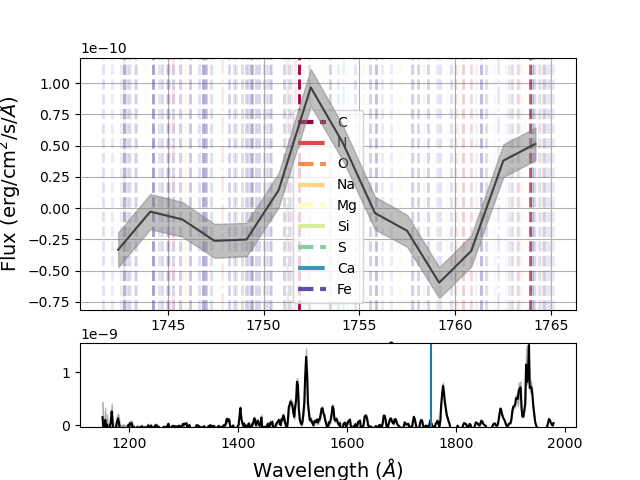 1e−10
1.00
0.75
0.50
0.25
0.00
−0.25
−0.50
−0.75
Flux (erg/cm²/s/Å)
C
N
O
Na
Mg
Si
S
Ca
Fe
1745 1750 1755 1760 1765
1e−9
1
0
1200 1400 1600 1800 2000
Wavelength (Å)